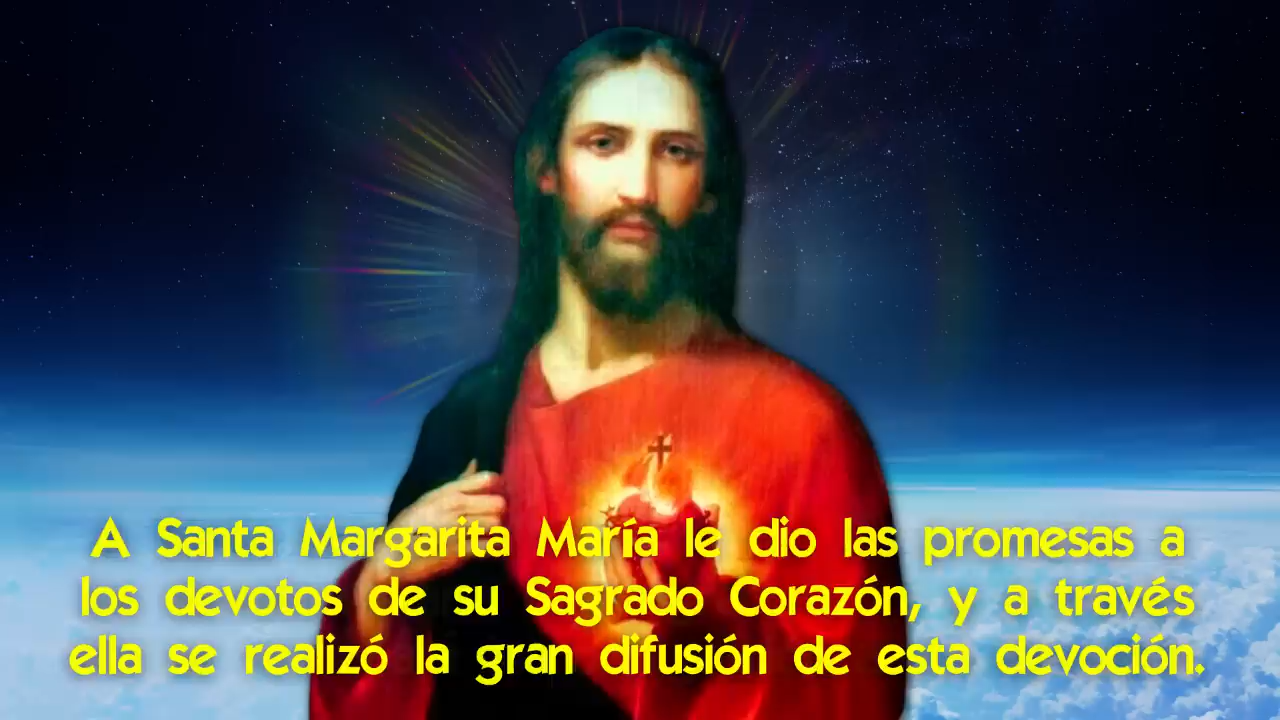 A Santa Margarita María le dio las promesas a
los devotos de su Sagrado Corazón, y a través
ella se realizó la gran difusión de esta devoción.